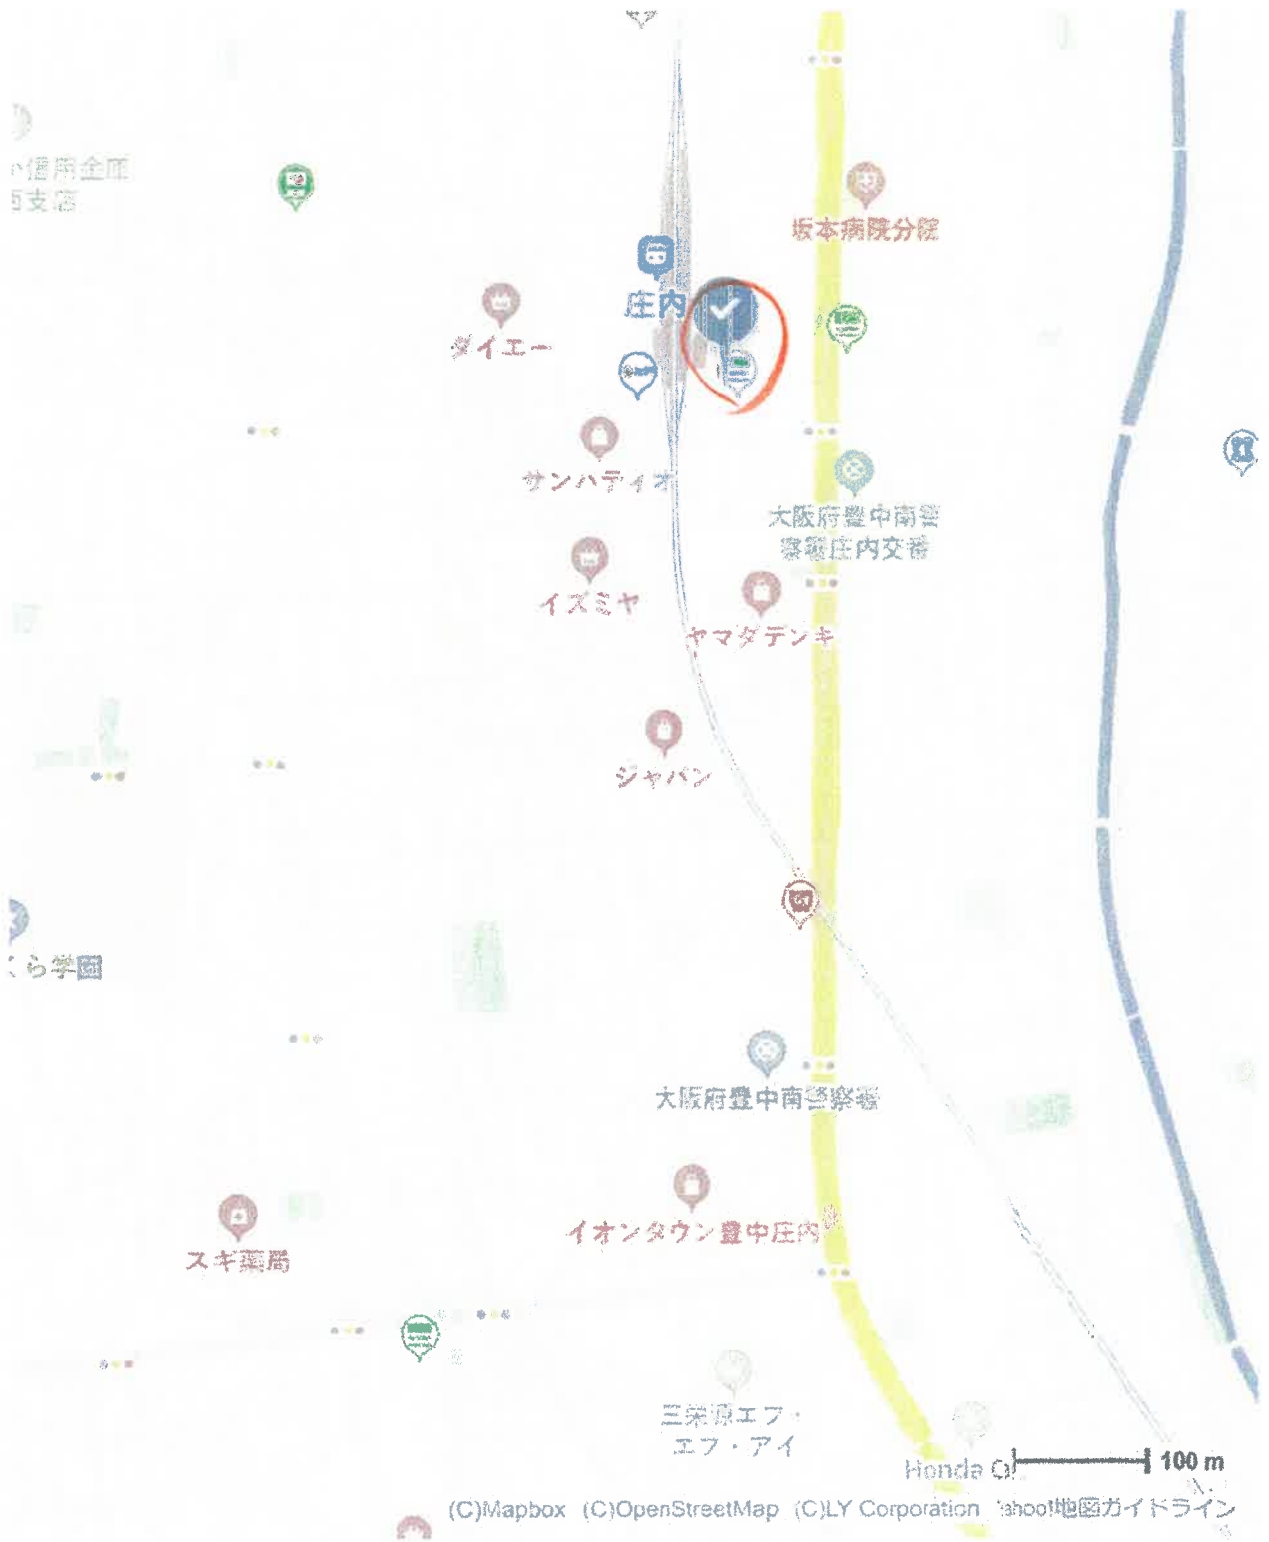 信用金庫
支店
坂本病院分院
庄内
ダイエー
サンパティオ
大阪府豊中南警
察署庄内交番
イズミヤ
ヤマダデンキ
ジャパン
くら学園
大阪府豊中南警察署
イオンタウン豊中庄内
スギ薬局
三栄源エフ・
エフ・アイ
Honda C
100 m
(C)Mapbox (C)OpenStreetMap (C)LY Corporation Yahoo!地図ガイドライン